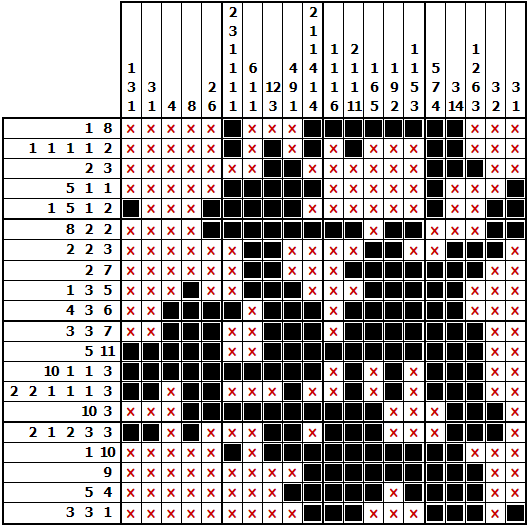 2 2
3 1
1 1 1 2 1 1
1 6 1 4 1 4 1 1 1 1 1 5 2
3 3 2 1 1 12 9 1 1 1 6 9 5 7 3 6 3 3
1 1 4 8 6 1 1 3 1 4 6 11 5 2 3 4 14 3 2 1
1 8
1 1 1 1 2
2 3
5 1 1
1 5 1 2
8 2 2
2 2 3
2 7
1 3 5
4 3 6
3 3 7
5 11
10 1 1 3
2 2 1 1 1 3
10 3
2 1 2 3 3
1 10
9
5 4
3 3 1